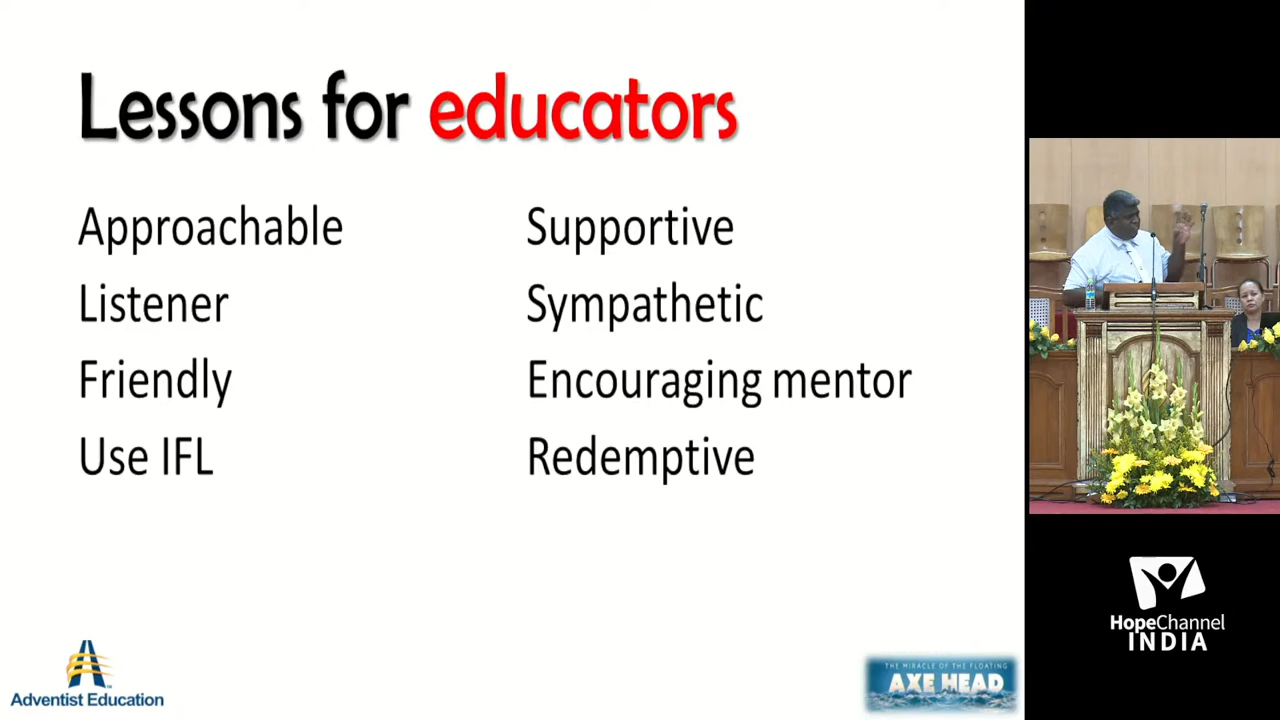 Lessons for educators
Approachable
Listener
Friendly
Use IFL
Supportive
Sympathetic
Encouraging mentor
Redemptive
HopeChannel
INDIA
Adventist Education
THE MIRACLE OF THE FLOATING
AXE HEAD